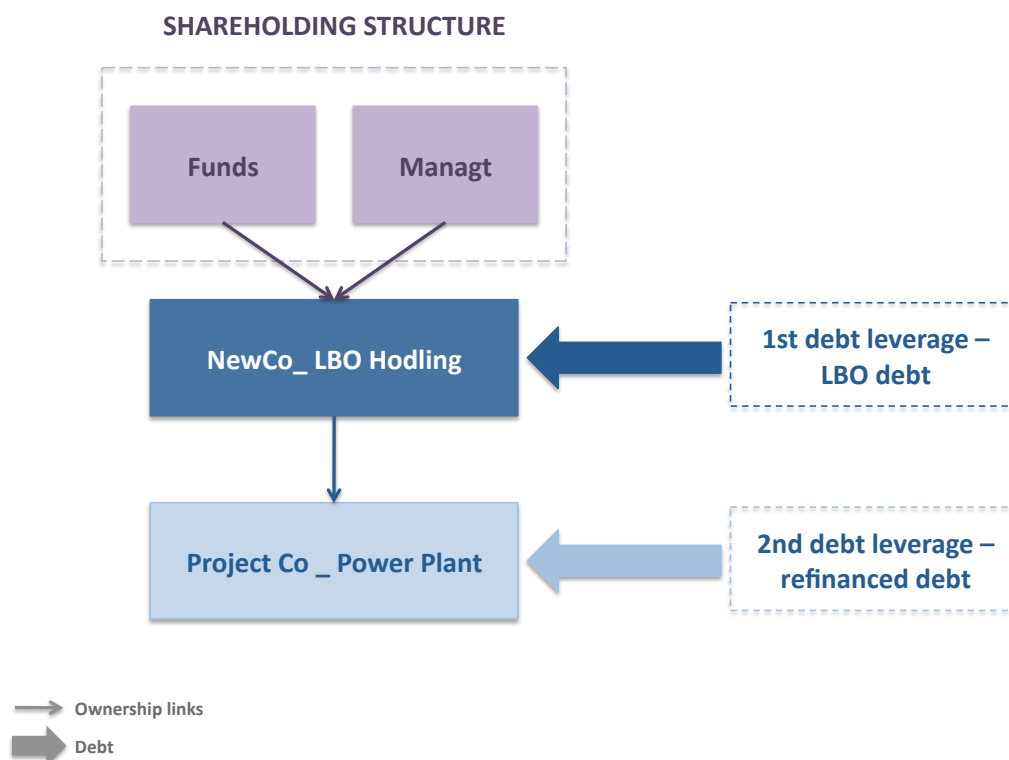 SHAREHOLDING STRUCTURE
Funds
Managt
NewCo_ LBO Hodling
1st debt leverage –
LBO debt
Project Co _ Power Plant
2nd debt leverage –
refinanced debt
Ownership links
Debt